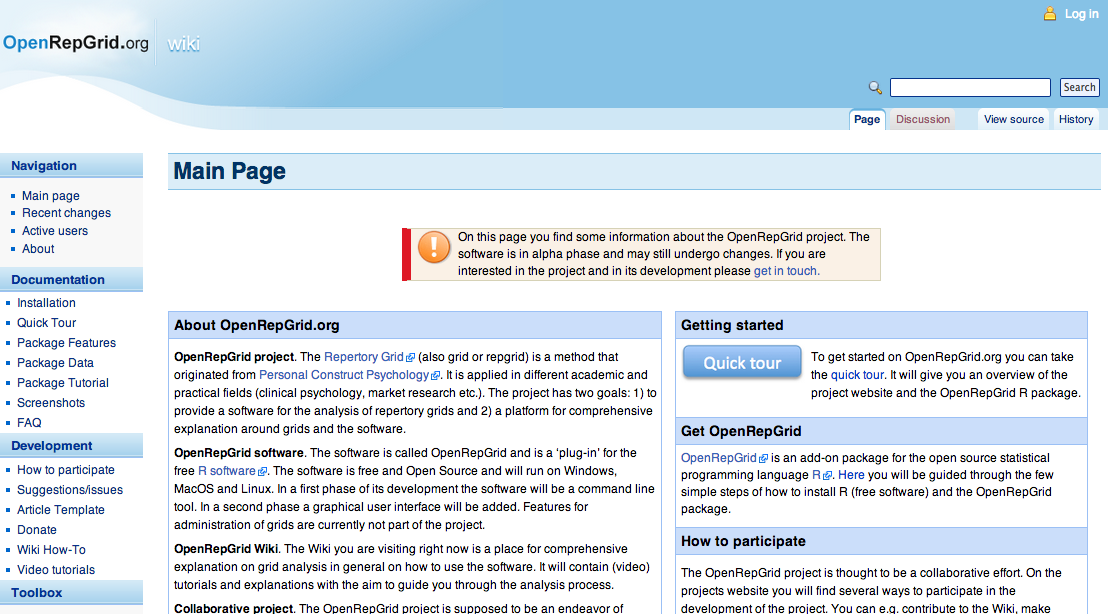 Log in
OpenRepGrid.org wiki
Search
Page Discussion View source History
Navigation
Main page
Recent changes
Active users
About
Documentation
Installation
Quick Tour
Package Features
Package Data
Package Tutorial
Screenshots
FAQ
Development
How to participate
Suggestions/issues
Article Template
Donate
Wiki How-To
Video tutorials
Toolbox
Main Page
On this page you find some information about the OpenRepGrid project. The
software is in alpha phase and may still undergo changes. If you are
interested in the project and in its development please get in touch.
About OpenRepGrid.org
OpenRepGrid project. The Repertory Grid (also grid or repgrid) is a method that
originated from Personal Construct Psychology. It is applied in different academic and
practical fields (clinical psychology, market research etc.). The project has two goals: 1) to
provide a software for the analysis of repertory grids and 2) a platform for comprehensive
explanation around grids and the software.
OpenRepGrid software. The software is called OpenRepGrid and is a 'plug-in' for the
free R software. The software is free and Open Source and will run on Windows,
MacOS and Linux. In a first phase of its development the software will be a command line
tool. In a second phase a graphical user interface will be added. Features for
administration of grids are currently not part of the project.
OpenRepGrid Wiki. The Wiki you are visiting right now is a place for comprehensive
explanation on grid analysis in general on how to use the software. It will contain (video)
tutorials and explanations with the aim to guide you through the analysis process.
Collaborative project. The OpenRepGrid project is supposed to be an endeavor of
Getting started
Quick tour
To get started on OpenRepGrid.org you can take
the quick tour. It will give you an overview of the
project website and the OpenRepGrid R package.
Get OpenRepGrid
OpenRepGrid is an add-on package for the open source statistical
programming language R. Here you will be guided through the few
simple steps of how to install R (free software) and the OpenRepGrid
package.
How to participate
The OpenRepGrid project is thought to be a collaborative effort. On the
projects website you will find several ways to participate in the
development of the project. You can e.g. contribute to the Wiki, make